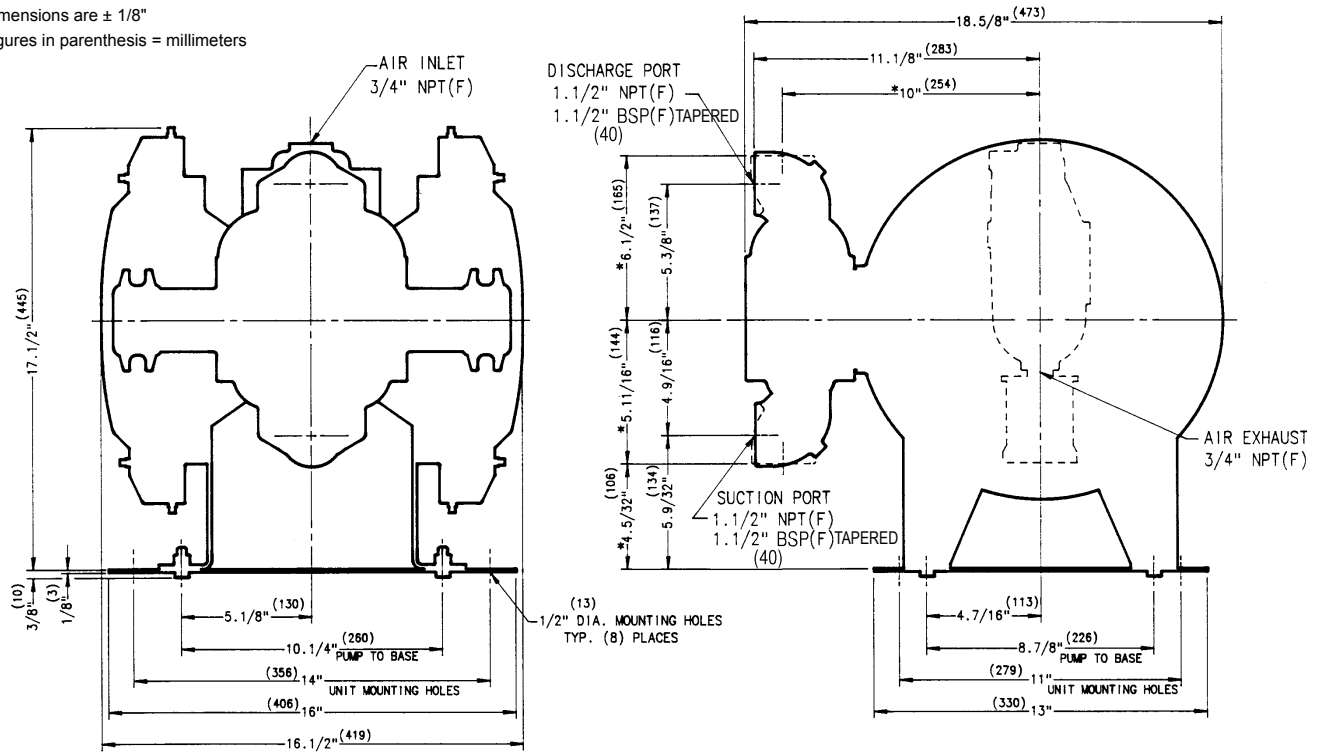 mensions are ± 1/8"
gures in parenthesis = millimeters
AIR INLET
3/4" NPT(F)
17.1/2" (445)
(10)
3/8"
(3)
1/8"
5.1/8" (130)
10.1/4" (260)
PUMP TO BASE
(356) 14"
UNIT MOUNTING HOLES
(406) 16"
16.1/2" (419)
(13)
1/2" DIA. MOUNTING HOLES
TYP. (8) PLACES
18.5/8" (473)
11.1/8" (283)
*10" (254)
DISCHARGE PORT
1.1/2" NPT(F)
1.1/2" BSP(F)TAPERED
(40)
*6.1/2" (165)
5.3/8" (137)
*5.11/16" (144)
4.9/16" (116)
*4.5/32" (106)
5.9/32" (134)
SUCTION PORT
1.1/2" NPT(F)
1.1/2" BSP(F)TAPERED
(40)
AIR EXHAUST
3/4" NPT(F)
4.7/16" (113)
8.7/8" (226)
PUMP TO BASE
(279) 11"
UNIT MOUNTING HOLES
(330) 13"